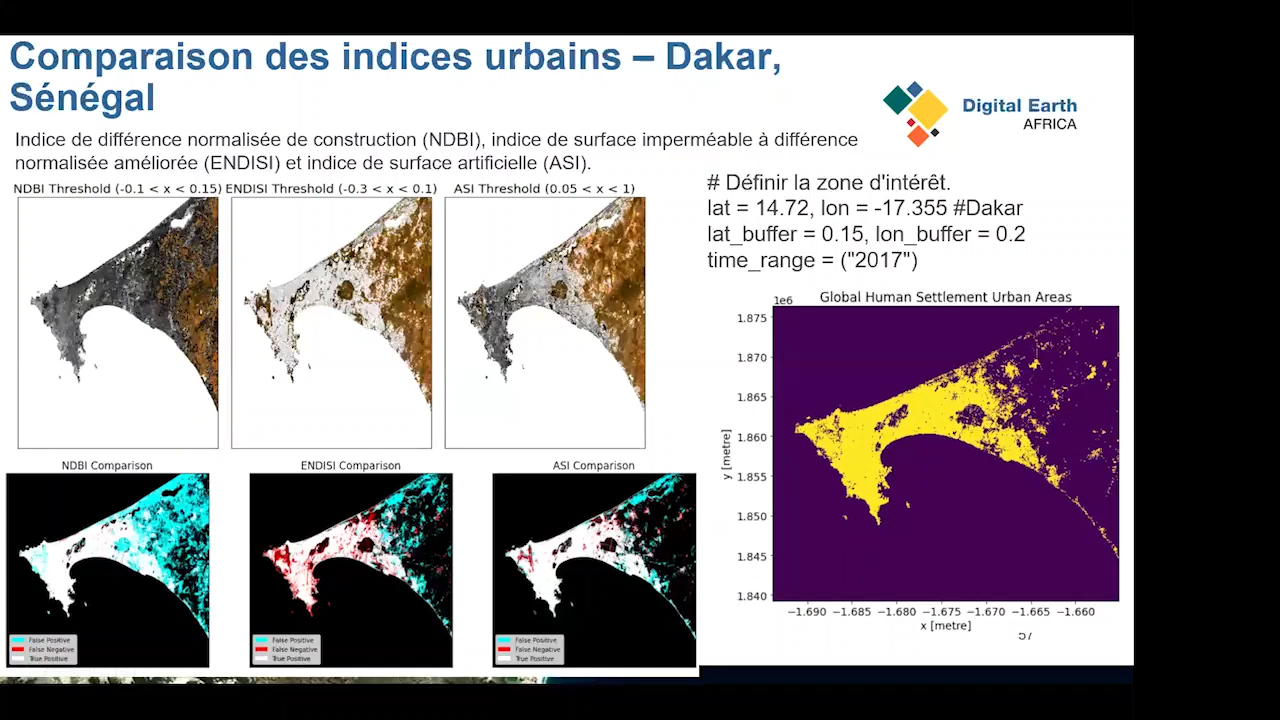 Comparaison des indices urbains – Dakar,
Sénégal
Digital Earth
AFRICA
Indice de différence normalisée de construction (NDBI), indice de surface imperméable à différence
normalisée améliorée (ENDISI) et indice de surface artificielle (ASI).
NDBI Threshold (-0.1 < x < 0.15) ENDISI Threshold (-0.3 < x < 0.1) ASI Threshold (0.05 < x < 1)
# Définir la zone d'intérêt.
lat = 14.72, lon = -17.355 #Dakar
lat_buffer = 0.15, lon_buffer = 0.2
time_range = ("2017")
1e6 Global Human Settlement Urban Areas
1.875
1.870
1.865
1.860
1.855
1.850
1.845
1.840
y [metre]
−1.690 −1.685 −1.680 −1.675 −1.670 −1.665 −1.660
x [metre]
NDBI Comparison ENDISI Comparison ASI Comparison
False Positive
False Negative
True Positive
False Positive
False Negative
True Positive
False Positive
False Negative
True Positive